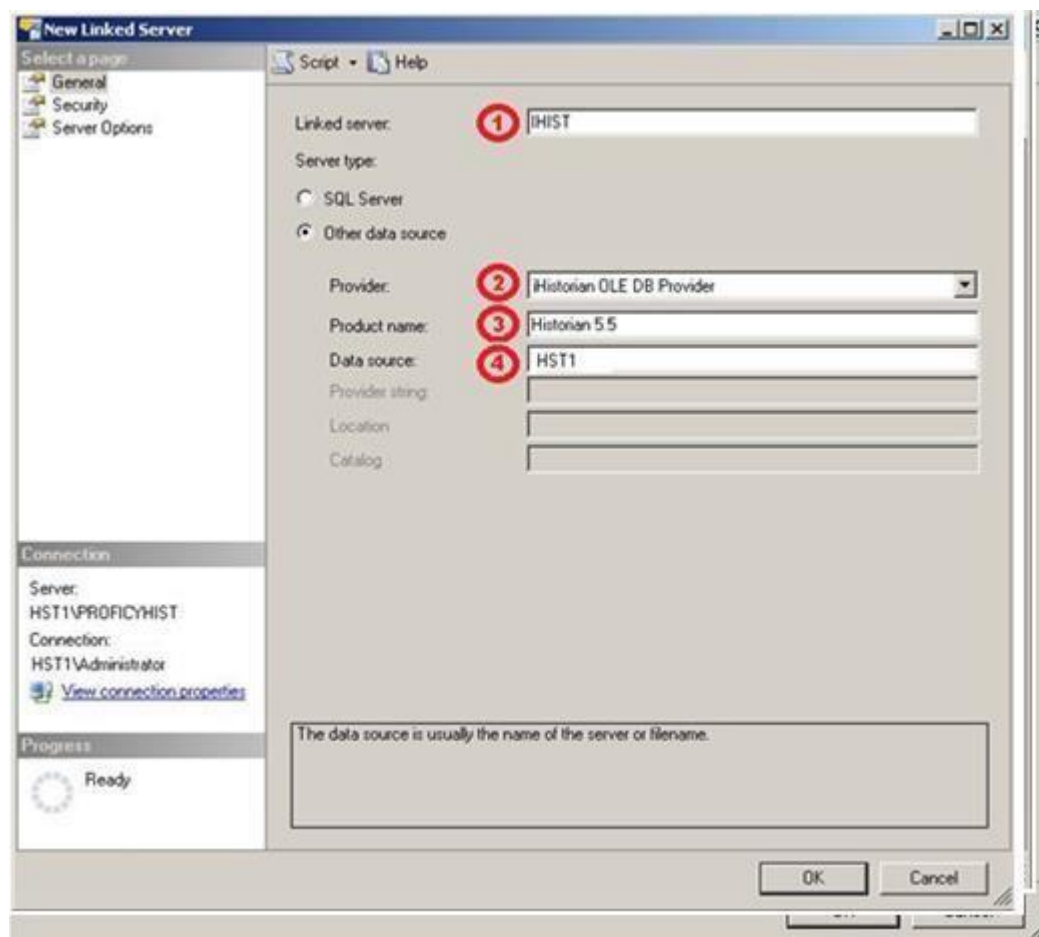 New Linked Server
Select a page
General
Security
Server Options
Script Help
Linked server: 1 IHIST
Server type:
SQL Server
Other data source
Provider: 2 iHistorian OLE DB Provider
Product name: 3 Historian 5.5
Data source: 4 HST1
Provider string:
Location
Catalog
Connection
Server:
HST1\PROFICYHIST
Connection:
HST1\Administrator
View connection properties
Progress
Ready
The data source is usually the name of the server or filename.
OK Cancel